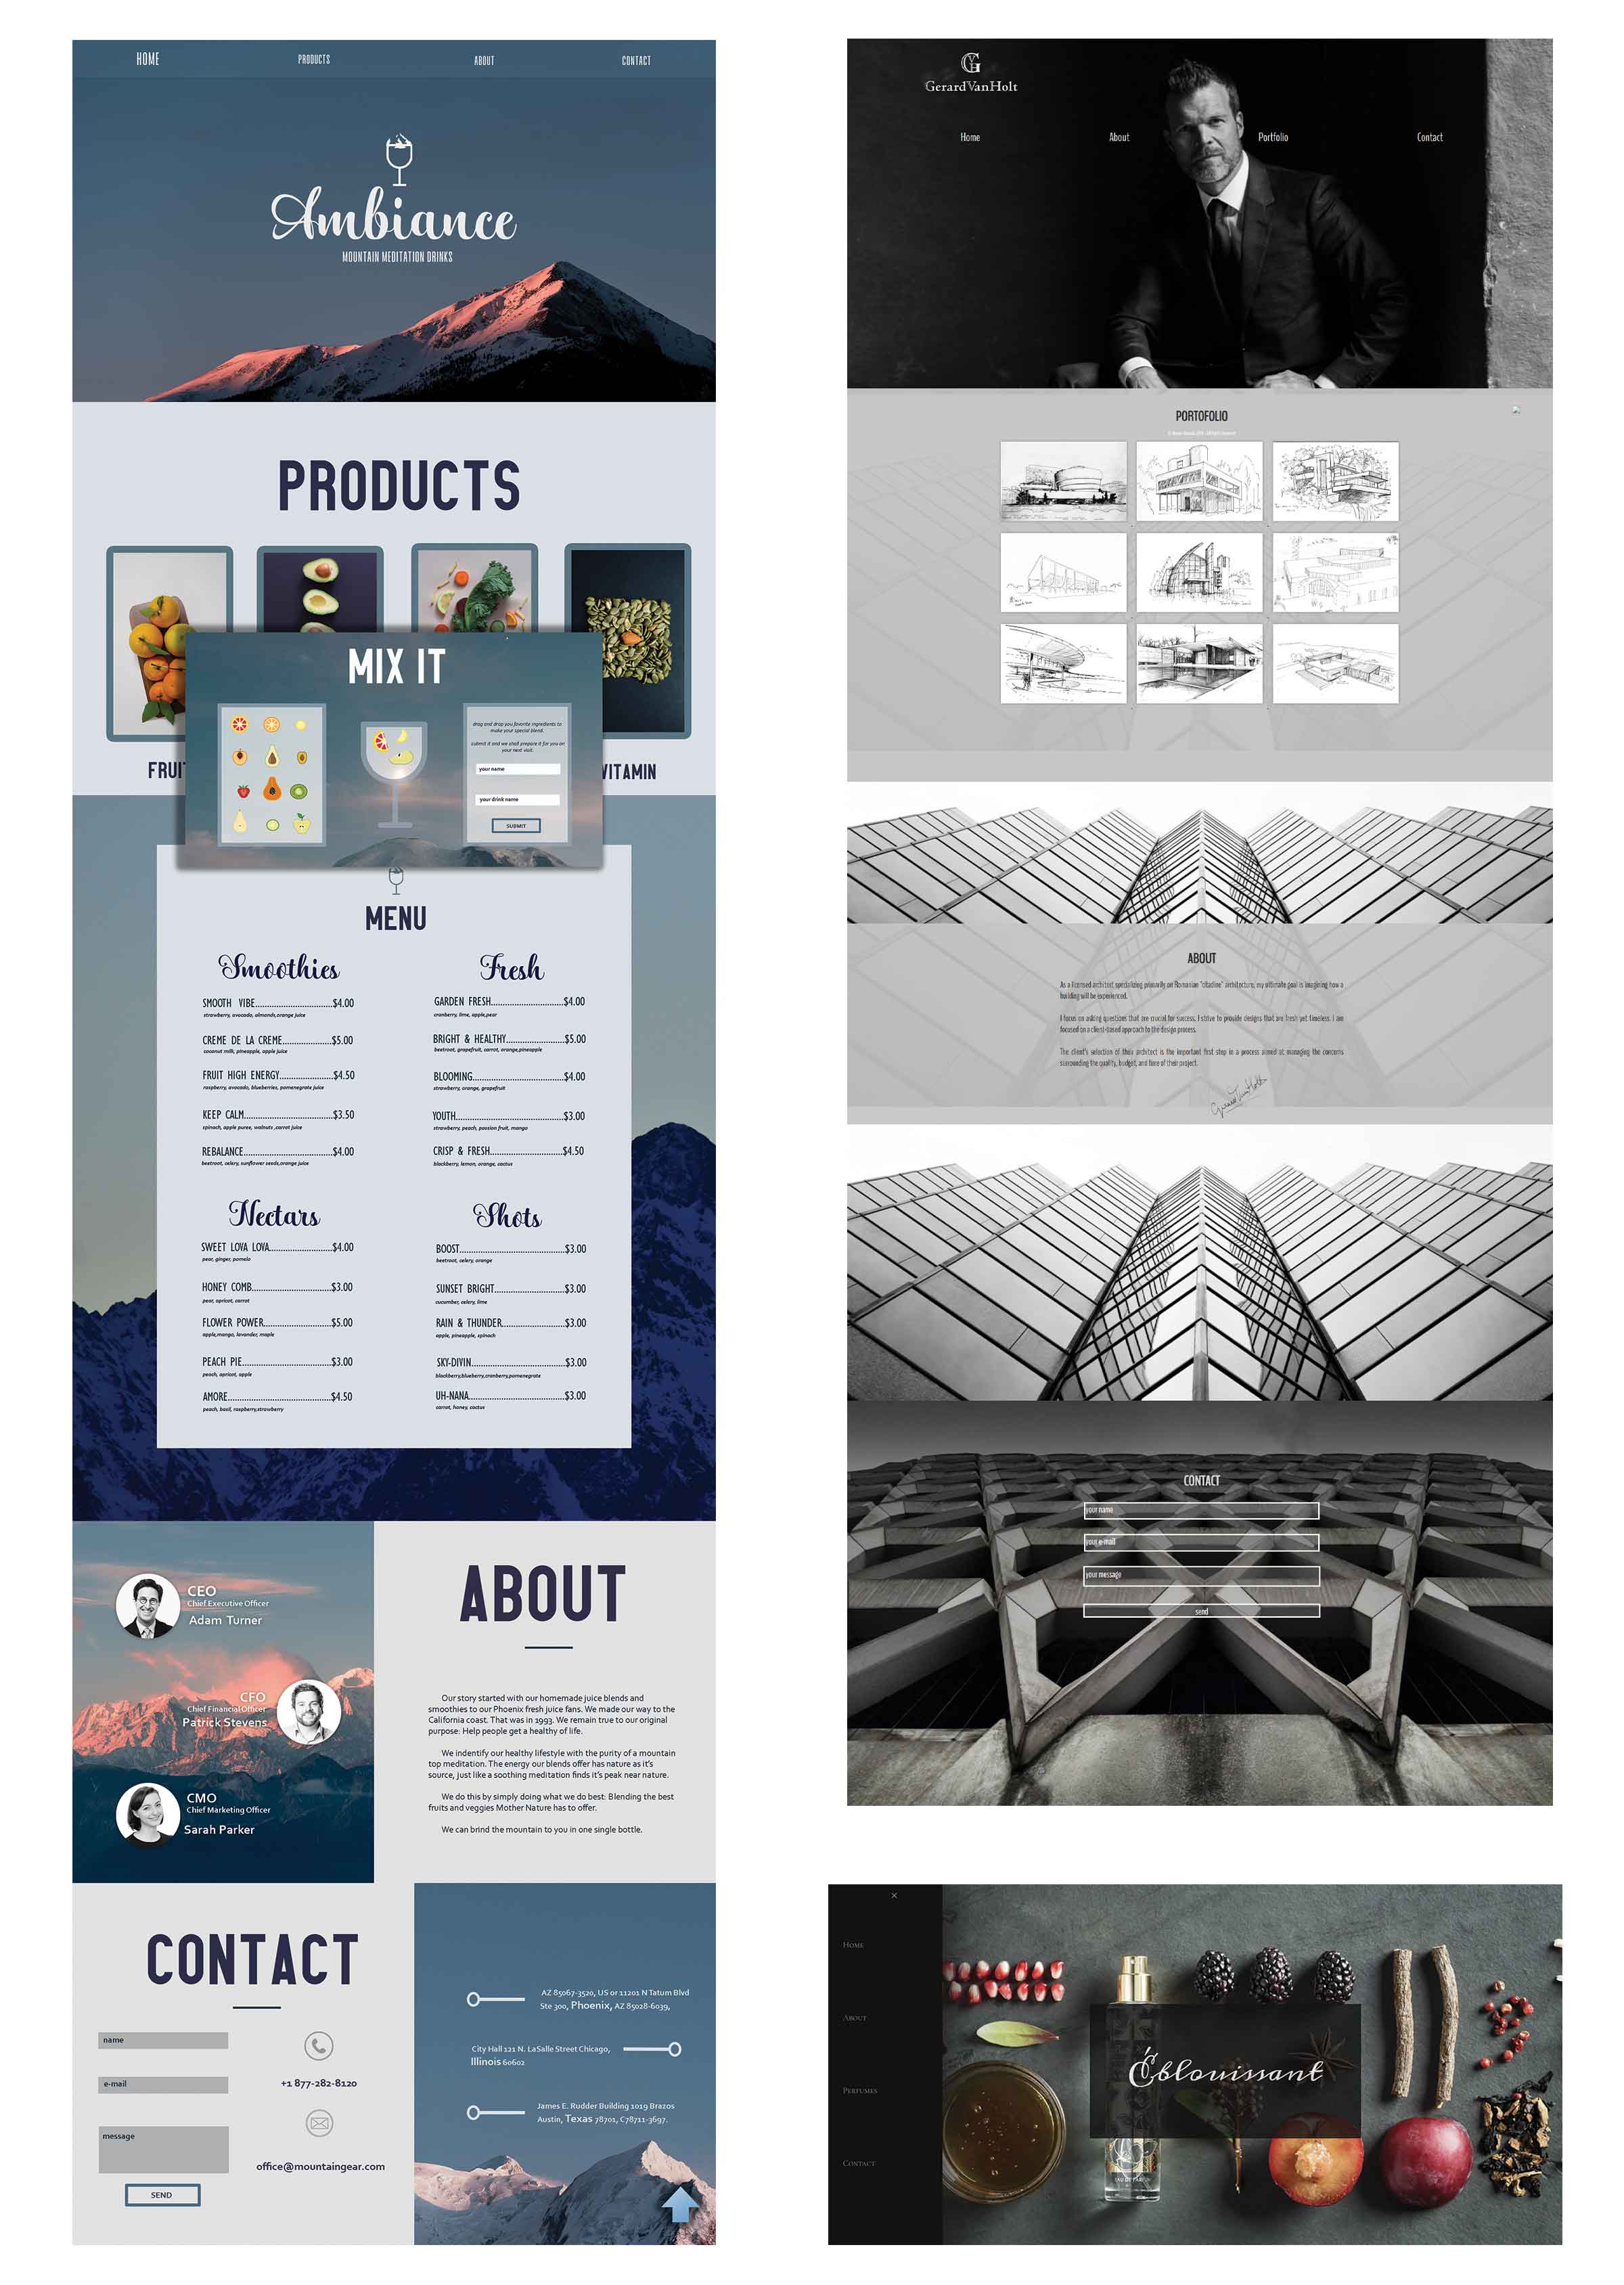 HOME
PRODUCTS
ABOUT
CONTACT
Ambiance
MOUNTAIN MEDITATION DRINKS
PRODUCTS
FRUI
VITAMIN
MIX IT
drag and drop you favorite ingredients to
make your special blend.
submit it and we shall prepare it for you on
your next visit.
your name
your drink name
SUBMIT
MENU
Smoothies
SMOOTH VIBE...............................$4.00
strawberry, avocado, almonds,orange juice
CREME DE LA CREME....................$5.00
coconut milk, pineapple, apple juice
FRUIT HIGH ENERGY.....................$4.50
raspberry, avocado, blueberries, pomenegrate juice
KEEP CALM...................................$3.50
spinach, apple puree, walnuts ,carrot juice
REBALANCE...................................$4.00
beetroot, celery, sunflower seeds,orange juice
Fresh
GARDEN FRESH.............................$4.00
cranberry, lime, apple,pear
BRIGHT & HEALTHY.......................$5.00
beetroot, grapefruit, carrot, orange,pineapple
BLOOMING....................................$4.00
strawberry, orange, grapefruit
YOUTH...........................................$3.00
strawberry, peach, passion fruit, mango
CRISP & FRESH.............................$4.50
blackberry, lemon, orange, cactus
Nectars
SWEET LOVA LOVA.........................$4.00
pear, ginger, pomelo
HONEY COMB................................$3.00
pear, apricot, carrot
FLOWER POWER...........................$5.00
apple,mango, lavander, maple
PEACH PIE....................................$3.00
peach, apricot, apple
AMORE.........................................$4.50
peach, basil, raspberry,strawberry
Shots
BOOST..........................................$3.00
beetroot, celery, orange
SUNSET BRIGHT............................$3.00
cucumber, celery, lime
RAIN & THUNDER.........................$3.00
apple, pineapple, spinach
SKY-DIVIN.....................................$3.00
blackberry,blueberry,cranberry,pomenegrate
UH-NANA......................................$3.00
carrot, honey, cactus
CEO
Chief Executive Officer
Adam Turner
CFO
Chief Financial Officer
Patrick Stevens
CMO
Chief Marketing Officer
Sarah Parker
ABOUT
Our story started with our homemade juice blends and
smoothies to our Phoenix fresh juice fans. We made our way to the
California coast. That was in 1993. We remain true to our original
purpose: Help people get a healthy of life.
We indentify our healthy lifestyle with the purity of a mountain
top meditation. The energy our blends offer has nature as it's
source, just like a soothing meditation finds it's peak near nature.
We do this by simply doing what we do best: Blending the best
fruits and veggies Mother Nature has to offer.
We can brind the mountain to you in one single bottle.
CONTACT
name
e-mail
message
SEND
+1 877-282-8120
office@mountaingear.com
AZ 85067-3520, US or 11201 N Tatum Blvd
Ste 300, Phoenix, AZ 85028-6039,
City Hall 121 N. LaSalle Street Chicago,
Illinois 60602
James E. Rudder Building 1019 Brazos
Austin, Texas 78701, C78711-3697.
GVH
GerardVanHolt
Home
About
Portfolio
Contact
PORTOFOLIO
ABOUT
As a licensed architect specializing primarily an Romanian "citadine" architecture, my ultimate goal is imagining how a
building will be experienced.
I focus on asking questions that are crucial for success. I strive to provide designs that are fresh yet timeless. I am
focused on a client-based approach to the design process.
The client's selection of their architect is the important first step in a process aimed at managing the concerns
surrounding the quality, budget, and time of their project.
Gerard Van Holt
CONTACT
your name
your e-mail
your message
send
×
Home
About
Perfumes
Contact
Éblouissant
EAU DE PARFUM